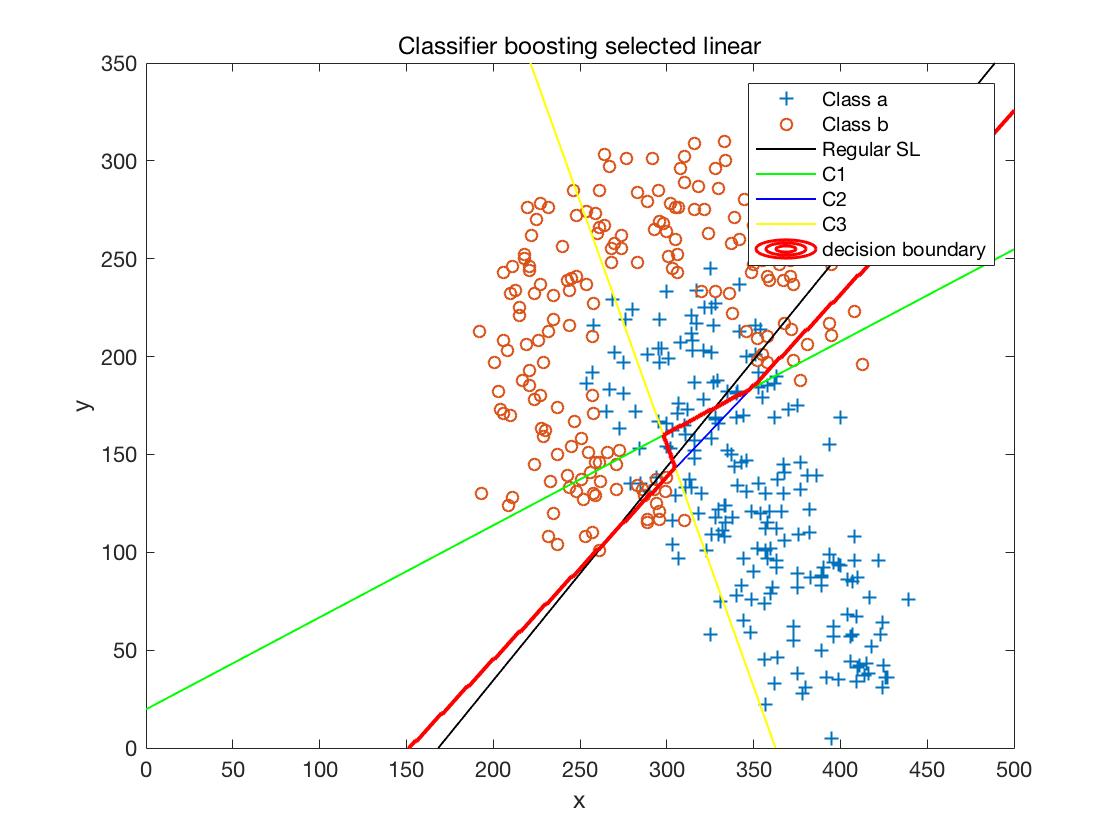 Classifier boosting selected linear
350
300
250
200
150
100
50
0
y
Class a
Class b
Regular SL
C1
C2
C3
decision boundary
0 50 100 150 200 250 300 350 400 450 500
x